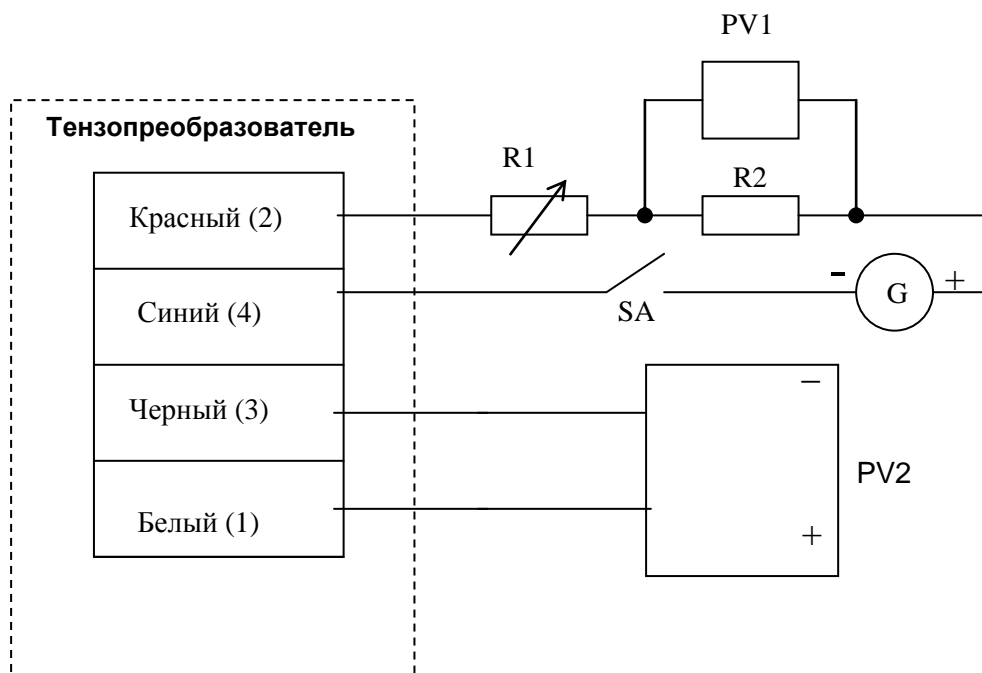 PV1
Тензопреобразователь
R1
R2
Красный (2)
- G +
Синий (4)
SA
Черный (3)
–
PV2
Белый (1)
+